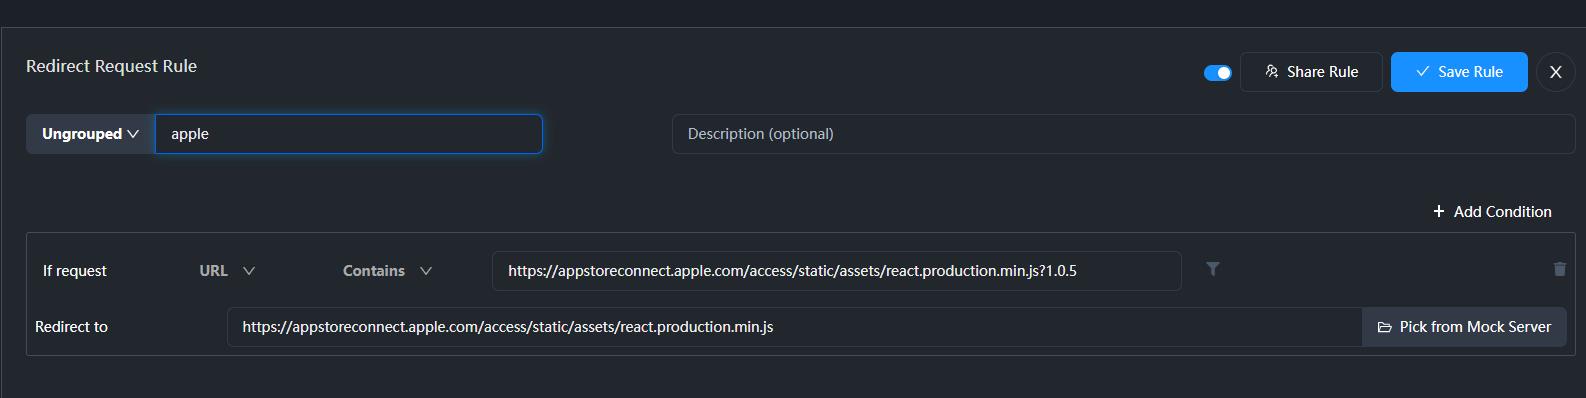 Redirect Request Rule
Share Rule
Save Rule
X
Ungrouped
apple
Description (optional)
+ Add Condition
If request
URL
Contains
https://appstoreconnect.apple.com/access/static/assets/react.production.min.js?1.0.5
Redirect to
https://appstoreconnect.apple.com/access/static/assets/react.production.min.js
Pick from Mock Server